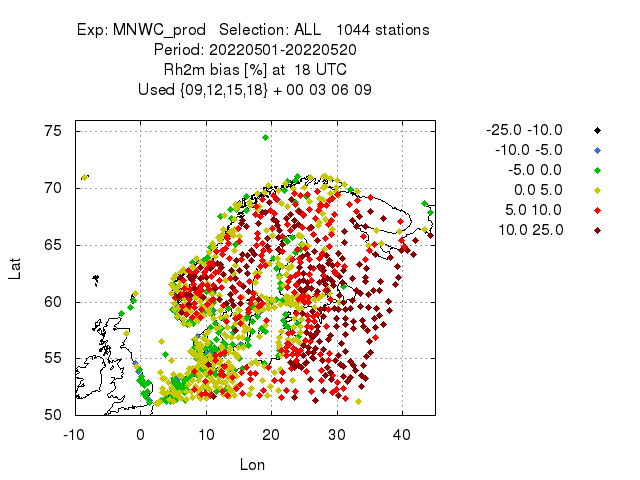 Exp: MNWC_prod   Selection: ALL   1044 stations
Period: 20220501-20220520
Rh2m bias [%] at  18 UTC
Used {09,12,15,18} + 00 03 06 09
-25.0 -10.0
-10.0 -5.0
-5.0 0.0
0.0 5.0
5.0 10.0
10.0 25.0
75
70
65
60
55
50
Lat
-10 0 10 20 30 40
Lon